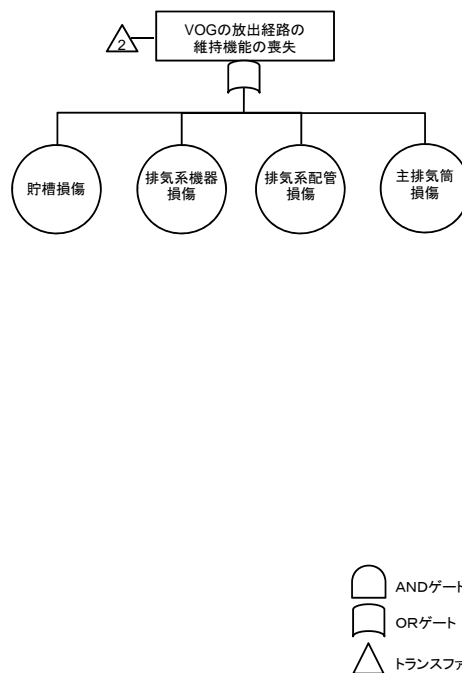 VOGの放出経路の
維持機能の喪失
2
貯槽損傷
排気系機器
損傷
排気系配管
損傷
主排気筒
損傷
ANDゲート
ORゲート
トランスファ